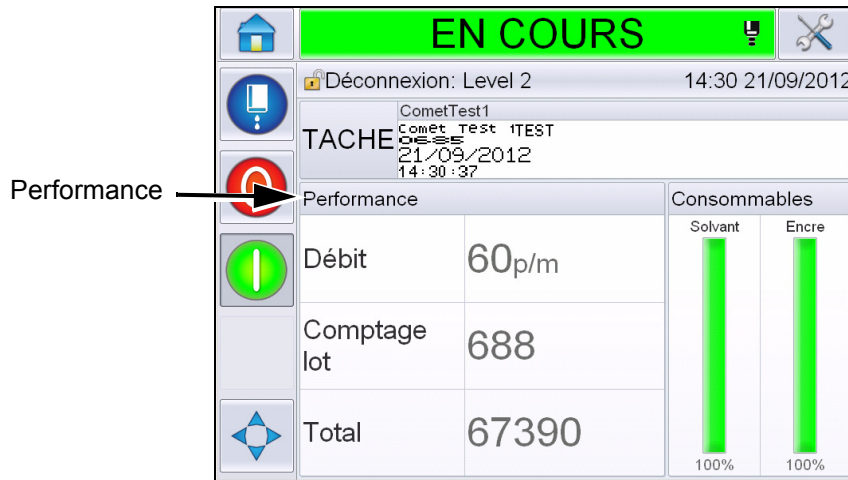 EN COURS
Déconnexion: Level 2
14:30 21/09/2012
CometTest1
TACHE
Comet Test 1TEST
0685
21/09/2012
14:30:37
Performance
Performance
Consommables
Débit
60p/m
Solvant
Encre
Comptage
lot
688
Total
67390
100%
100%